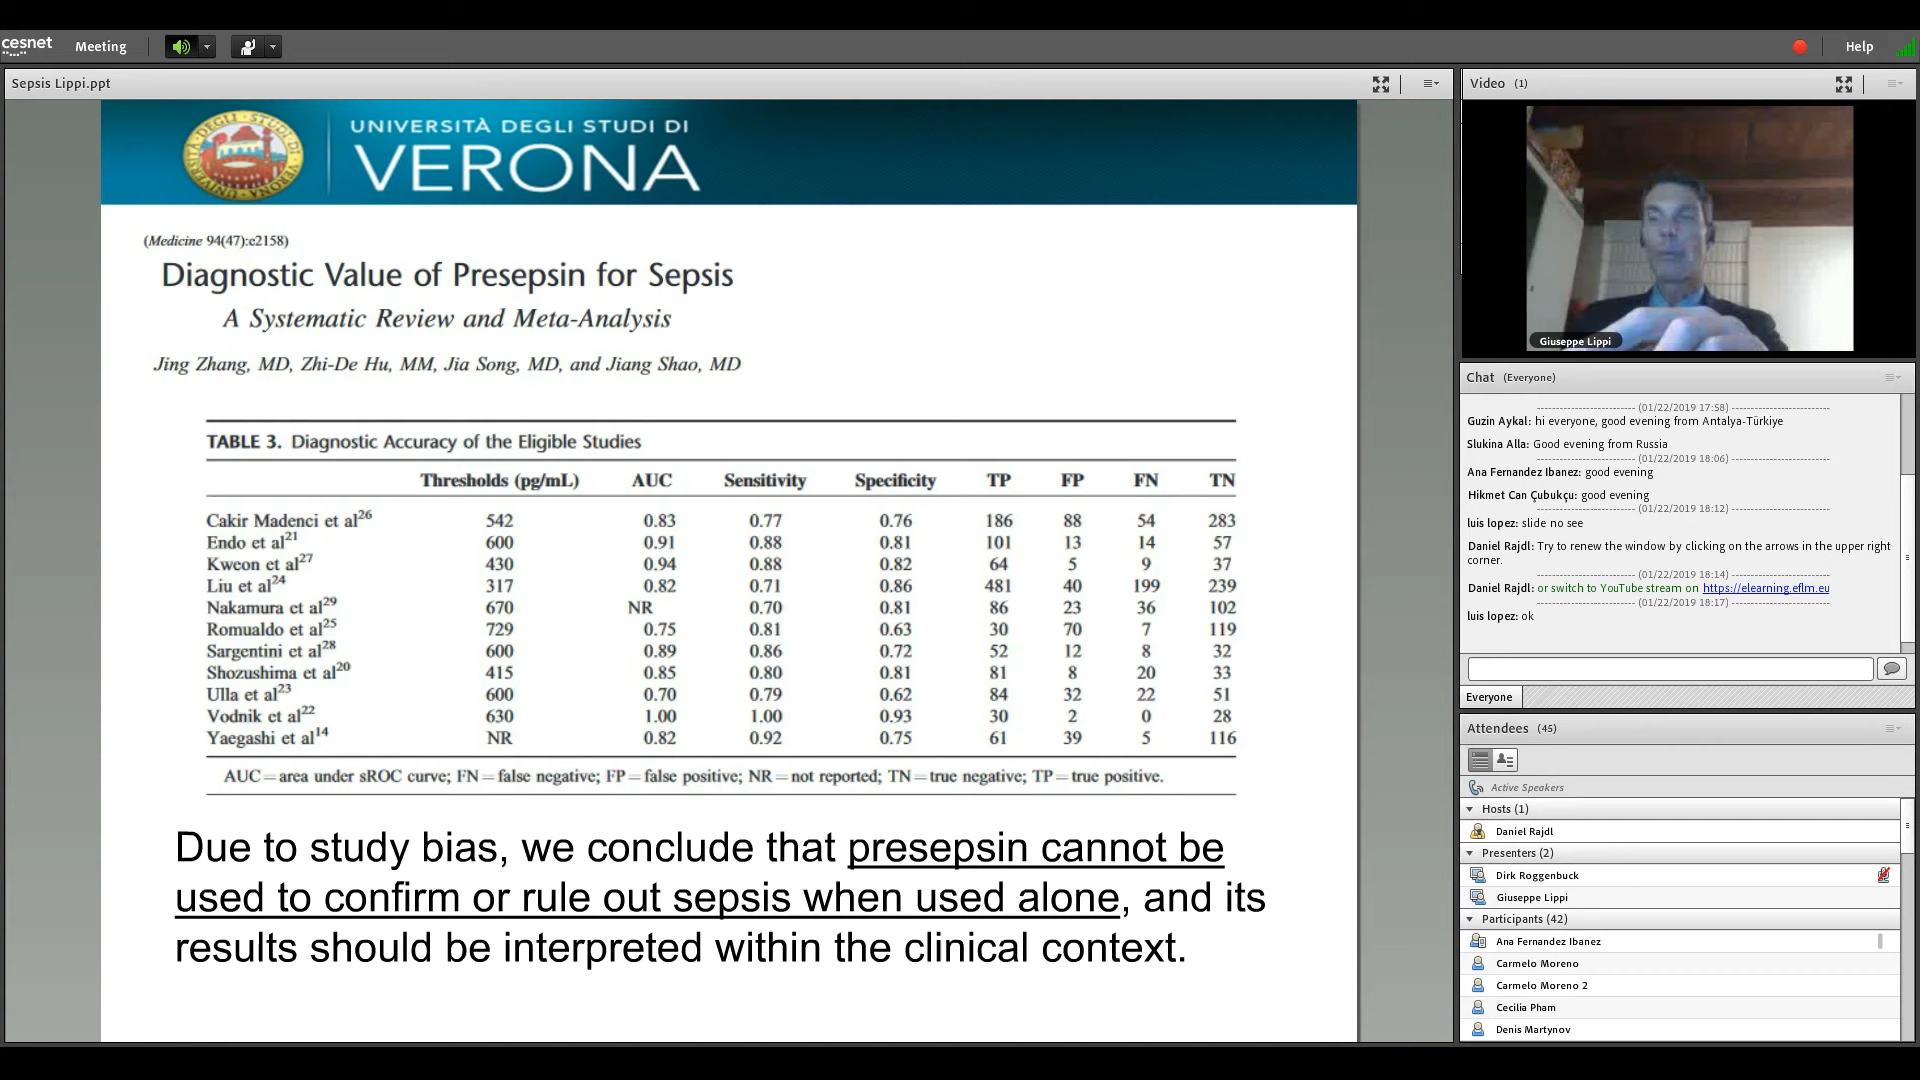 cesnet
Meeting
Help
Sepsis Lippi.ppt
UNIVERSITÀ DEGLI STUDI DI
VERONA
(Medicine 94(47):e2158)
Diagnostic Value of Presepsin for Sepsis
A Systematic Review and Meta-Analysis
Jing Zhang, MD, Zhi-De Hu, MM, Jia Song, MD, and Jiang Shao, MD
TABLE 3. Diagnostic Accuracy of the Eligible Studies
Thresholds (pg/mL) AUC Sensitivity Specificity TP FP FN TN
Cakir Madenci et al26 542 0.83 0.77 0.76 186 88 54 283
Endo et al21 600 0.91 0.88 0.81 101 13 14 57
Kweon et al27 430 0.94 0.88 0.82 64 5 9 37
Liu et al24 317 0.82 0.71 0.86 481 40 199 239
Nakamura et al29 670 NR 0.70 0.81 86 23 36 102
Romualdo et al25 729 0.75 0.81 0.63 30 70 7 119
Sargentini et al28 600 0.89 0.86 0.72 52 12 8 32
Shozushima et al20 415 0.85 0.80 0.81 81 8 20 33
Ulla et al23 600 0.70 0.79 0.62 84 32 22 51
Vodnik et al22 630 1.00 1.00 0.93 30 2 0 28
Yaegashi et al14 NR 0.82 0.92 0.75 61 39 5 116
AUC = area under sROC curve; FN = false negative; FP = false positive; NR = not reported; TN = true negative; TP = true positive.
Due to study bias, we conclude that presepsin cannot be
used to confirm or rule out sepsis when used alone, and its
results should be interpreted within the clinical context.
Video (1)
Giuseppe Lippi
Chat (Everyone)
(01/22/2019 17:58)
Guzin Aykal: hi everyone, good evening from Antalya-Türkiye
Slukina Alla: Good evening from Russia
(01/22/2019 18:06)
Ana Fernandez Ibanez: good evening
Hikmet Can Çubukçu: good evening
(01/22/2019 18:12)
luis lopez: slide no see
Daniel Rajdl: Try to renew the window by clicking on the arrows in the upper right
corner.
(01/22/2019 18:14)
Daniel Rajdl: or switch to YouTube stream on https://elearning.eflm.eu
(01/22/2019 18:17)
luis lopez: ok
Everyone
Attendees (45)
Active Speakers
Hosts (1)
Daniel Rajdl
Presenters (2)
Dirk Roggenbuck
Giuseppe Lippi
Participants (42)
Ana Fernandez Ibanez
Carmelo Moreno
Carmelo Moreno 2
Cecilia Pham
Denis Martynov